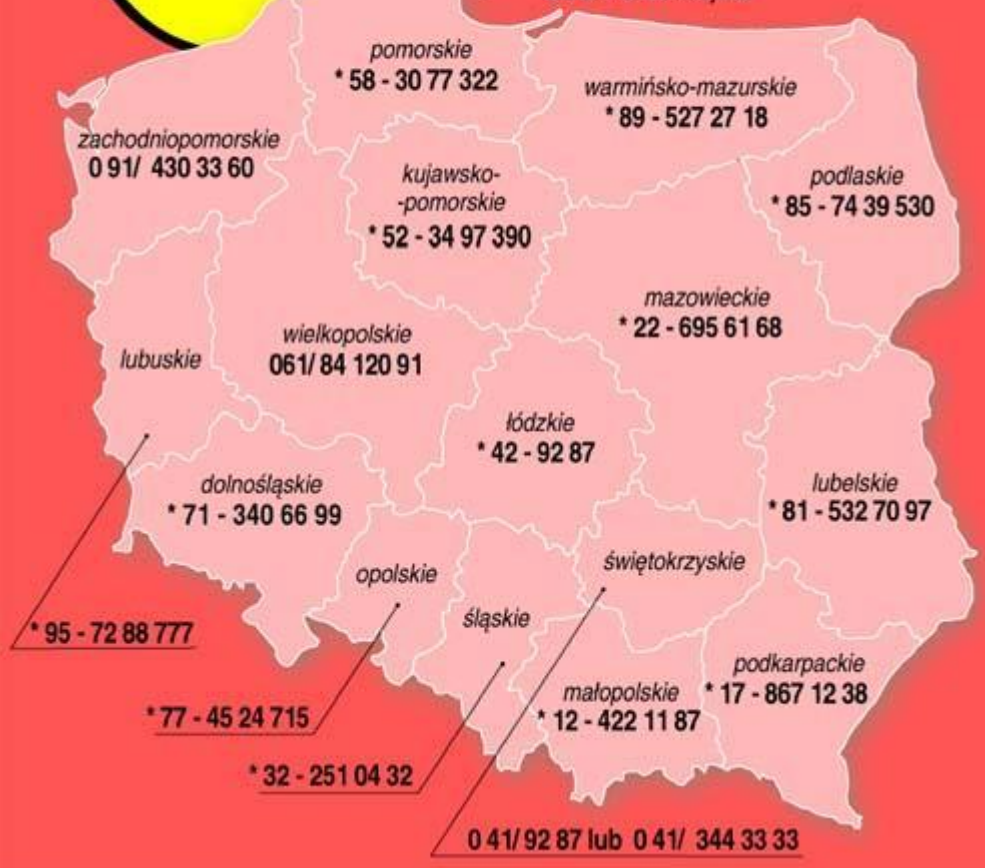 pomorskie
* 58 - 30 77 322
warmińsko-mazurskie
* 89 - 527 27 18
zachodniopomorskie
0 91/ 430 33 60
kujawsko-
-pomorskie
* 52 - 34 97 390
podlaskie
* 85 - 74 39 530
mazowieckie
* 22 - 695 61 68
wielkopolskie
061/ 84 120 91
lubuskie
łódzkie
* 42 - 92 87
dolnośląskie
* 71 - 340 66 99
lubelskie
* 81 - 532 70 97
opolskie
świętokrzyskie
śląskie
* 95 - 72 88 777
podkarpackie
* 17 - 867 12 38
małopolskie
* 12 - 422 11 87
* 77 - 45 24 715
* 32 - 251 04 32
0 41/ 92 87 lub 0 41/ 344 33 33